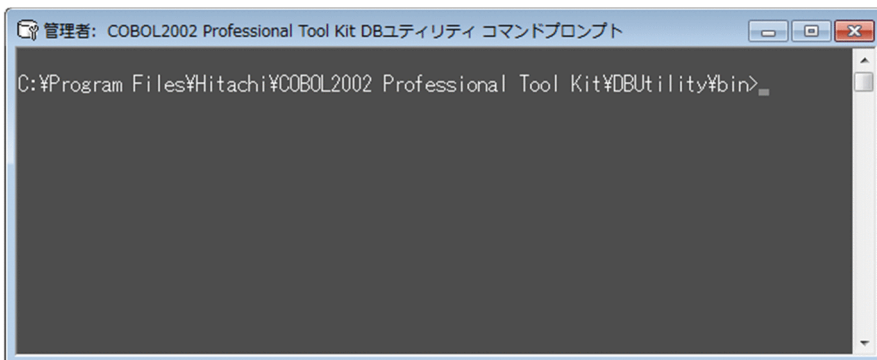 管理者: COBOL2002 Professional Tool Kit DBユティリティ コマンドプロンプト
C:¥Program Files¥Hitachi¥COBOL2002 Professional Tool Kit¥DBUtility¥bin>_